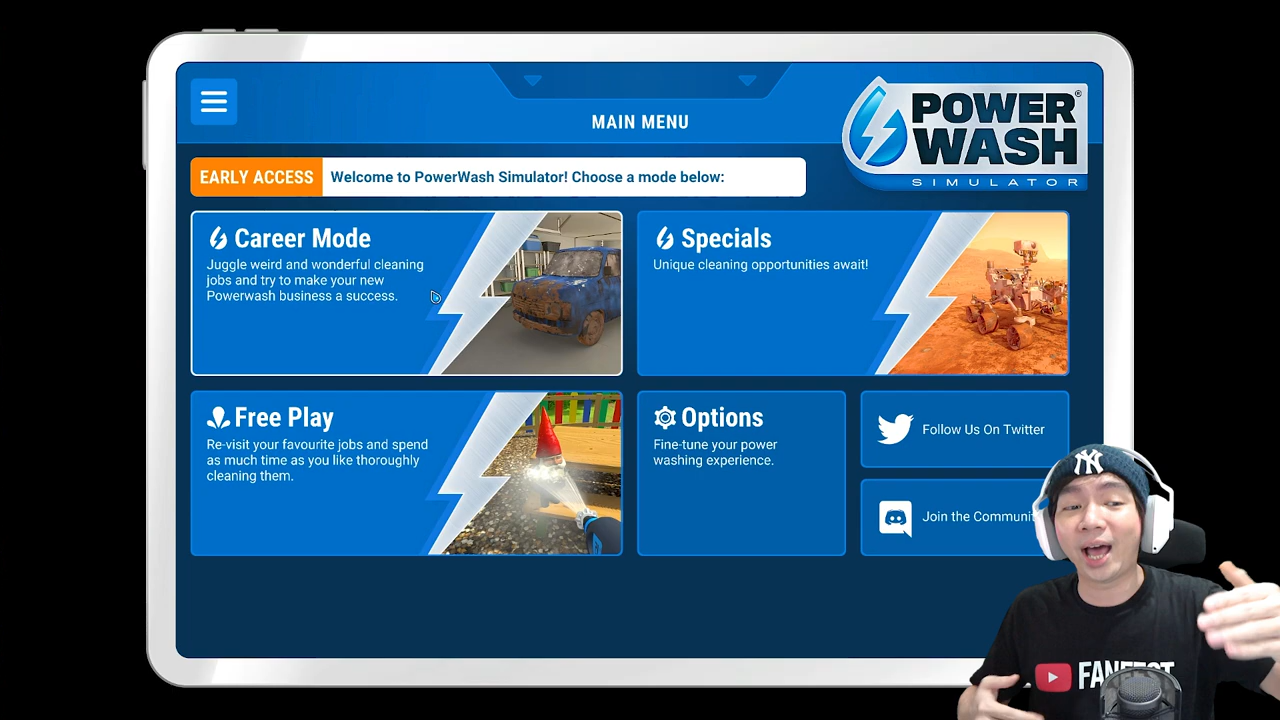 MAIN MENU
POWER
WASH
SIMULATOR
EARLY ACCESS
Welcome to PowerWash Simulator! Choose a mode below:
Career Mode
Juggle weird and wonderful cleaning
jobs and try to make your new
Powerwash business a success.
Specials
Unique cleaning opportunities await!
Free Play
Re-visit your favourite jobs and spend
as much time as you like thoroughly
cleaning them.
Options
Fine-tune your power
washing experience.
Follow Us On Twitter
Join the Communit
NY
FANFEST